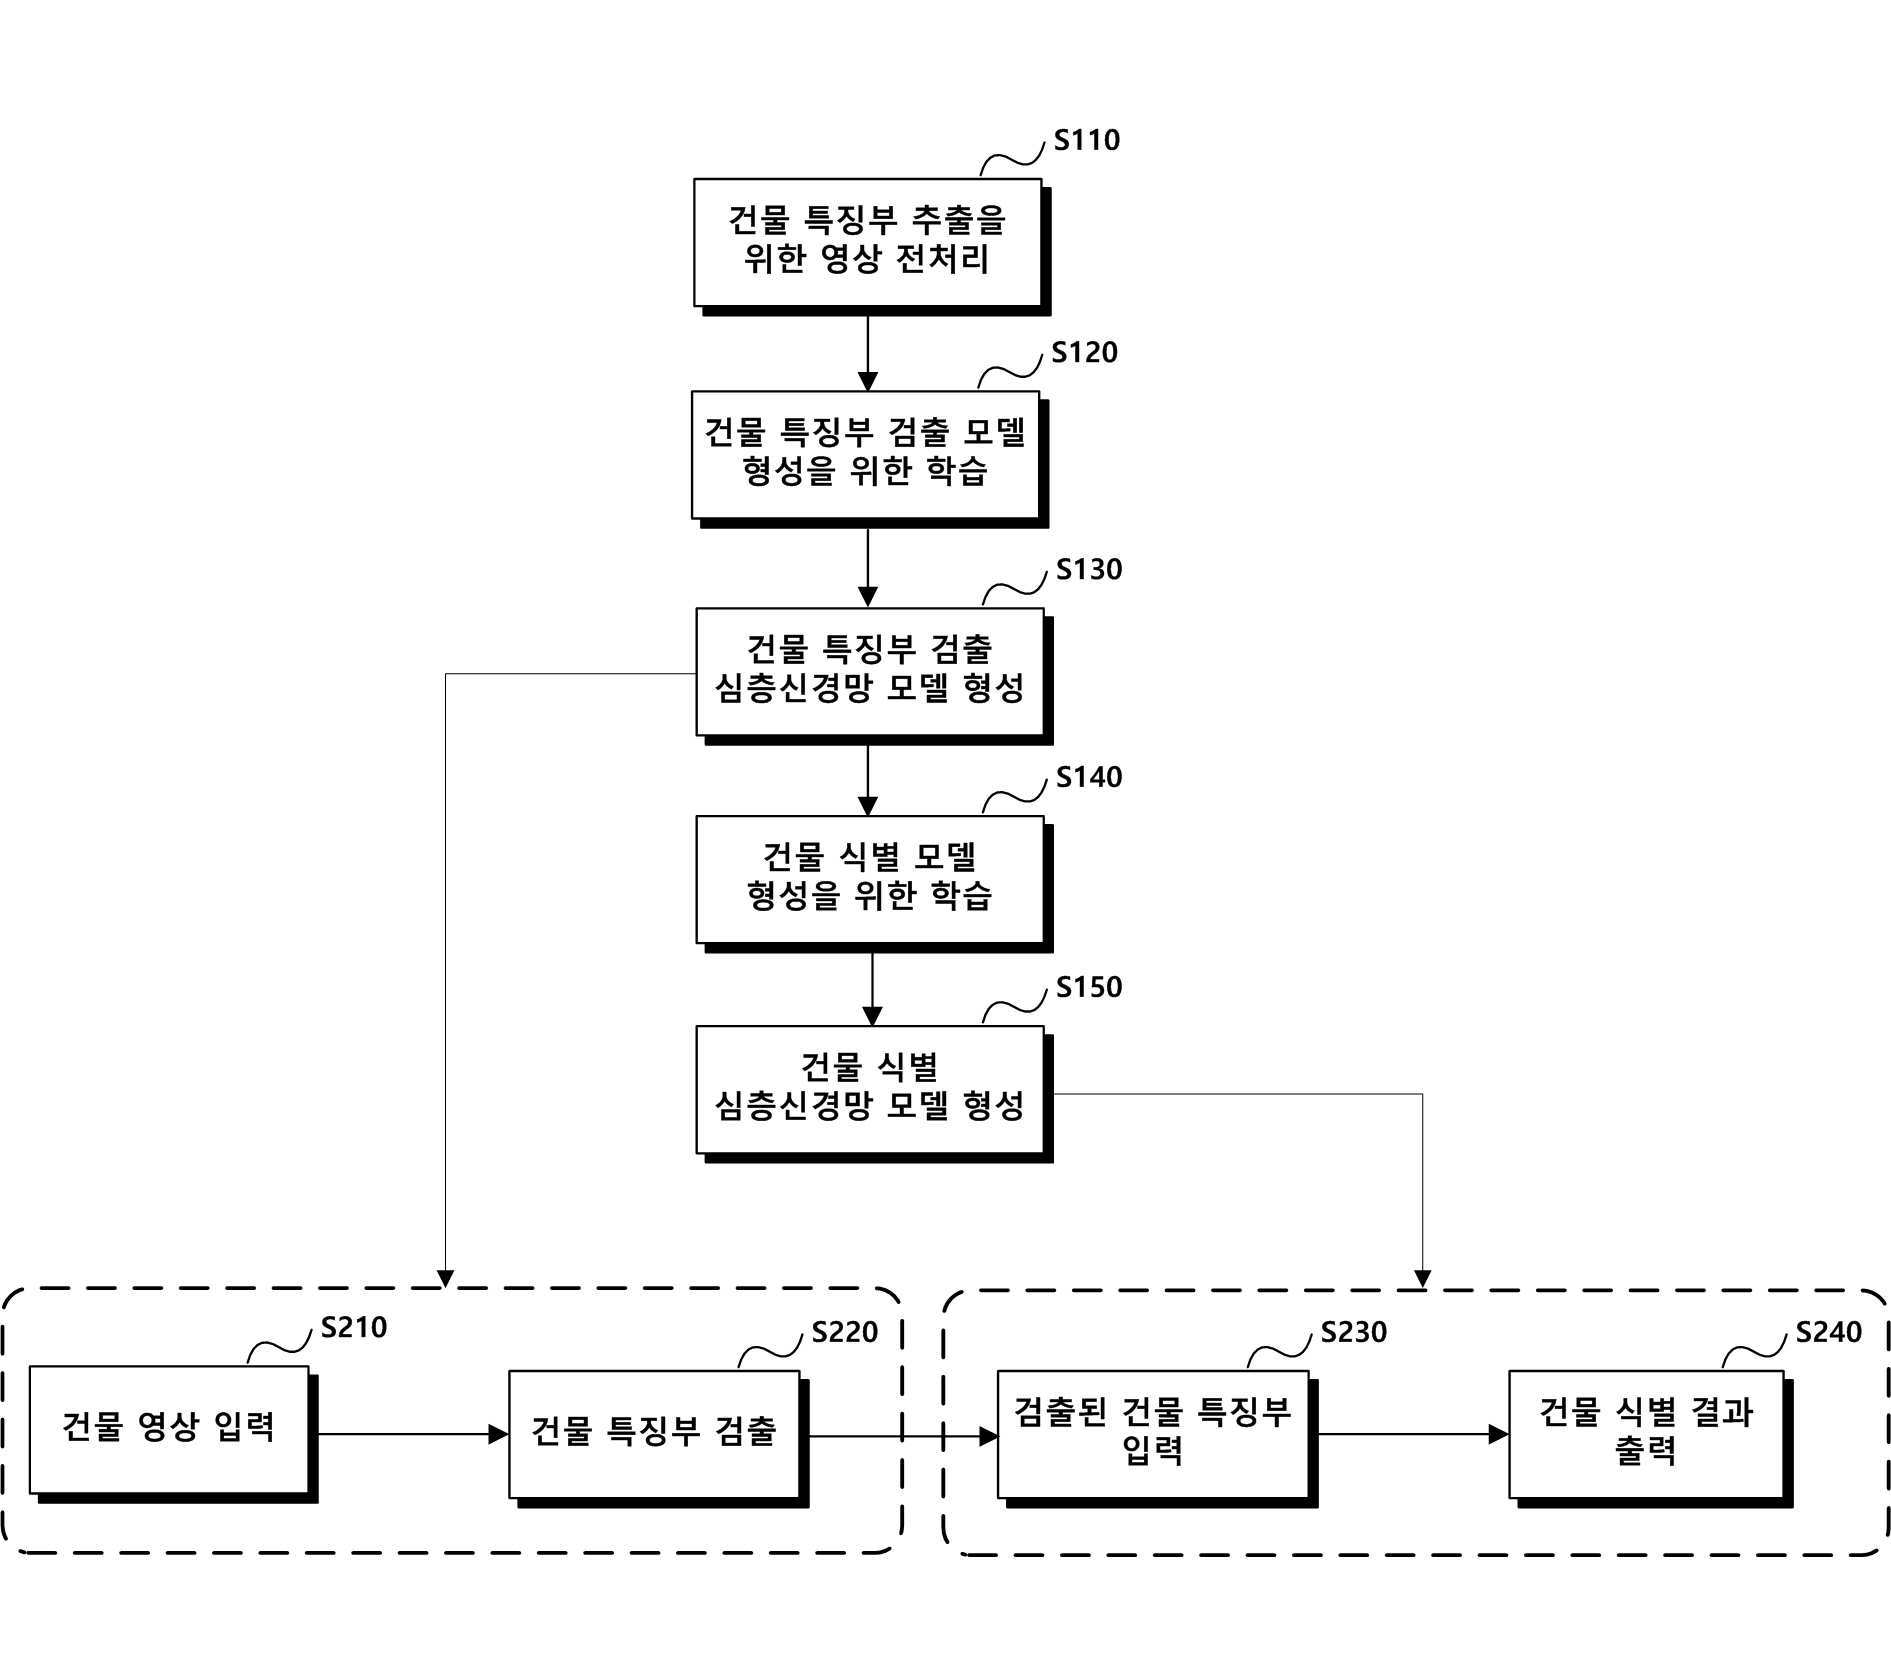 S110
건물 특징부 추출을
위한 영상 전처리
S120
건물 특징부 검출 모델
형성을 위한 학습
S130
건물 특징부 검출
심층신경망 모델 형성
S140
건물 식별 모델
형성을 위한 학습
S150
건물 식별
심층신경망 모델 형성
S210
건물 영상 입력
S220
건물 특징부 검출
S230
검출된 건물 특징부
입력
S240
건물 식별 결과
출력